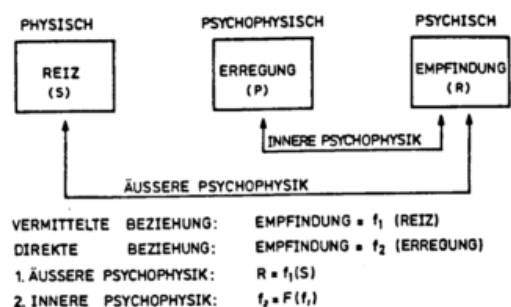 PHYSISCH PSYCHOPHYSISCH PSYCHISCH
REIZ ERREGUNG EMPFINDUNG
(S) (P) (R)
INNERE PSYCHOPHYSIK
ÄUSSERE PSYCHOPHYSIK
VERMITTELTE BEZIEHUNG: EMPFINDUNG = f₁ (REIZ)
DIREKTE BEZIEHUNG: EMPFINDUNG = f₂ (ERREGUNG)
1. ÄUSSERE PSYCHOPHYSIK: R = f₁(S)
2. INNERE PSYCHOPHYSIK: f₂ = F(f₁)